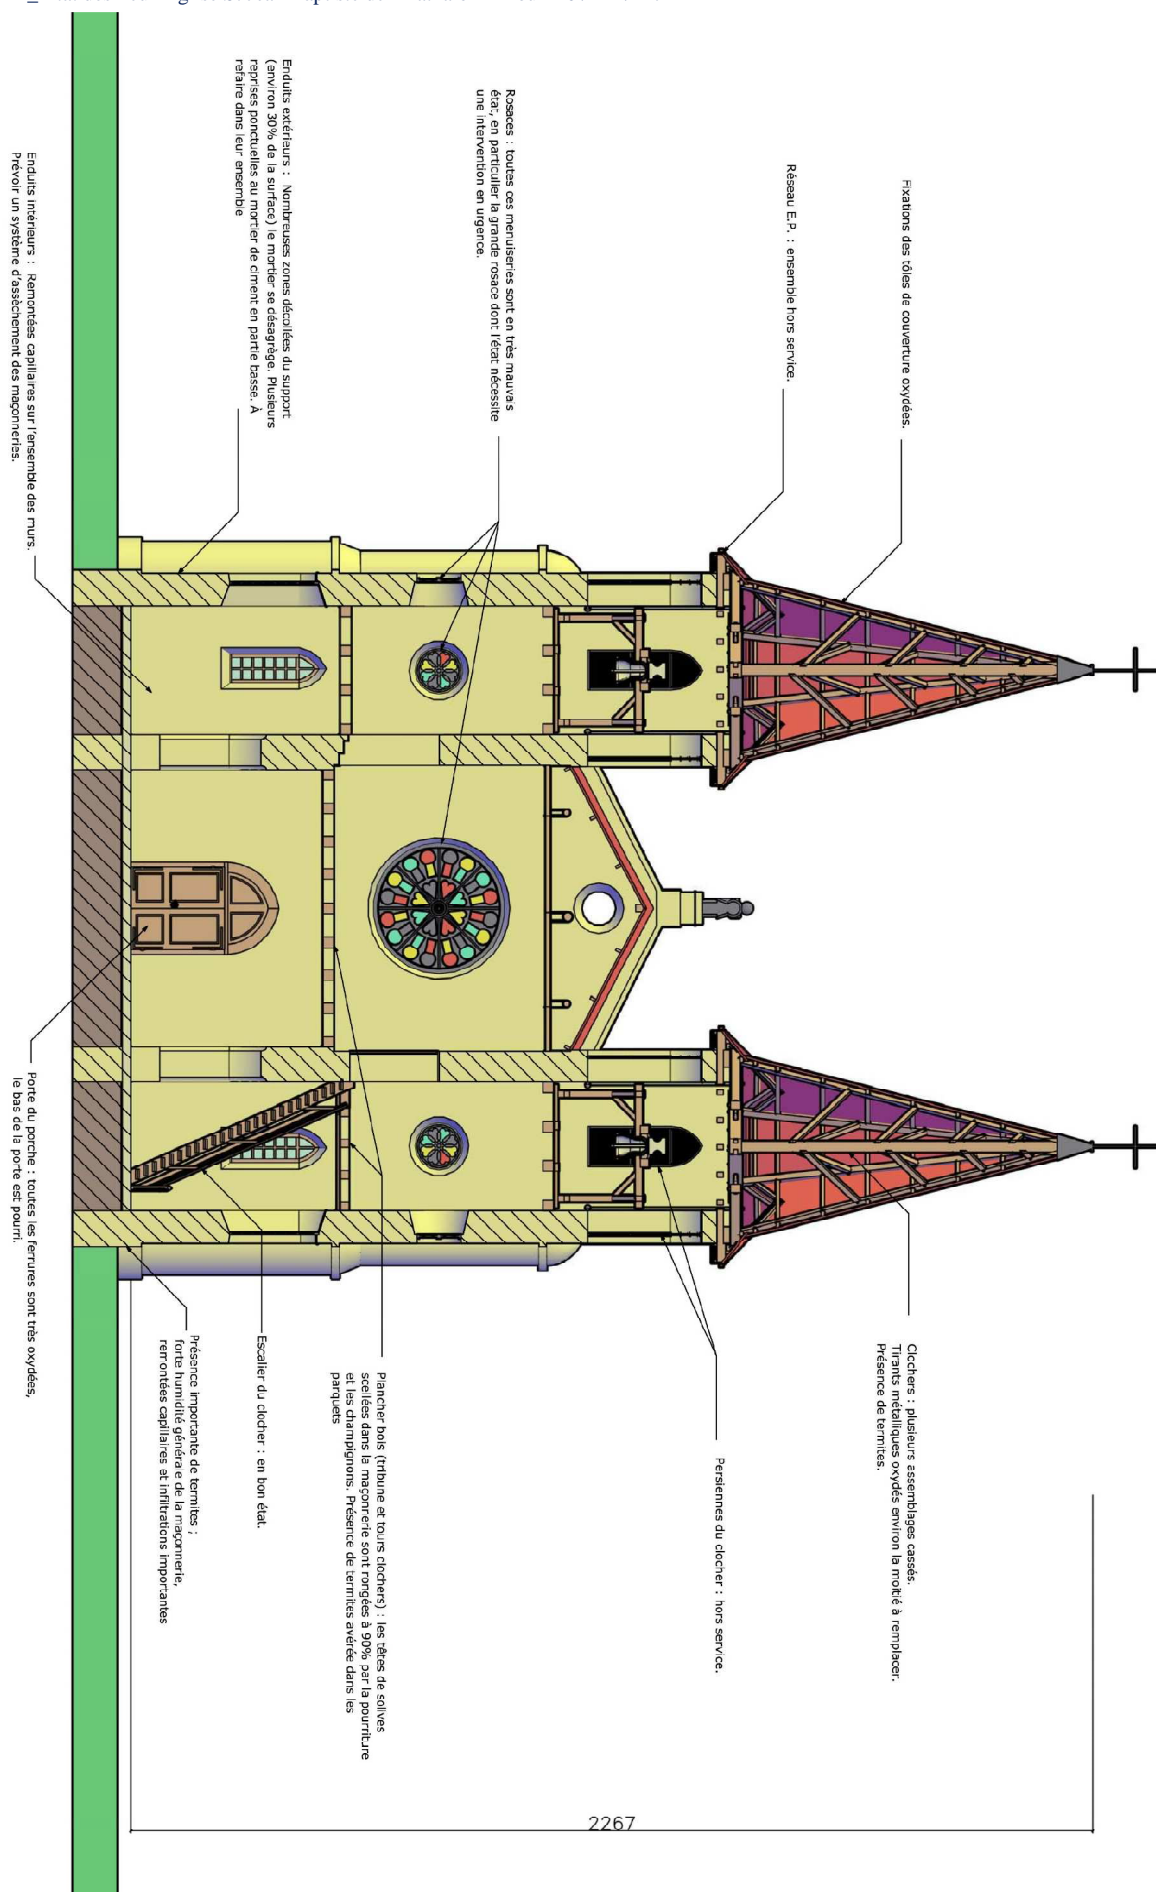 Fixations des tôles de couverture oxydées.
Réseau E.P. : ensemble hors service.
Rosaces : toutes ces menuiseries sont en très mauvais
état, en particulier la grande rosace dont l'état nécessite
une intervention en urgence.
Enduits extérieurs : Nombreuses zones décollées du support
(environ 30% de la surface) le mortier se désagrège. Plusieurs
reprises ponctuelles au mortier de ciment en partie basse. À
refaire dans leur ensemble
Enduits intérieurs : Remontées capillaires sur l'ensemble des murs.
Prévoir un système d'assèchement des maçonneries.
Clochers : plusieurs assemblages cassés.
Tirants métalliques oxydés environ la moitié à remplacer.
Présence de termites.
Persiennes du clocher : hors service.
Plancher bois (tribune et tours clochers) : les têtes de solives
scellées dans la maçonnerie sont rongées à 90% par la pourriture
et les champignons. Présence de termites avérée dans les
parquets
Escalier du clocher : en bon état.
Présence importante de termites ;
forte humidité générale de la maçonnerie,
remontées capillaires et infiltrations importantes
Porte du porche : toutes les ferrures sont très oxydées,
le bas de la porte est pourri.
2267